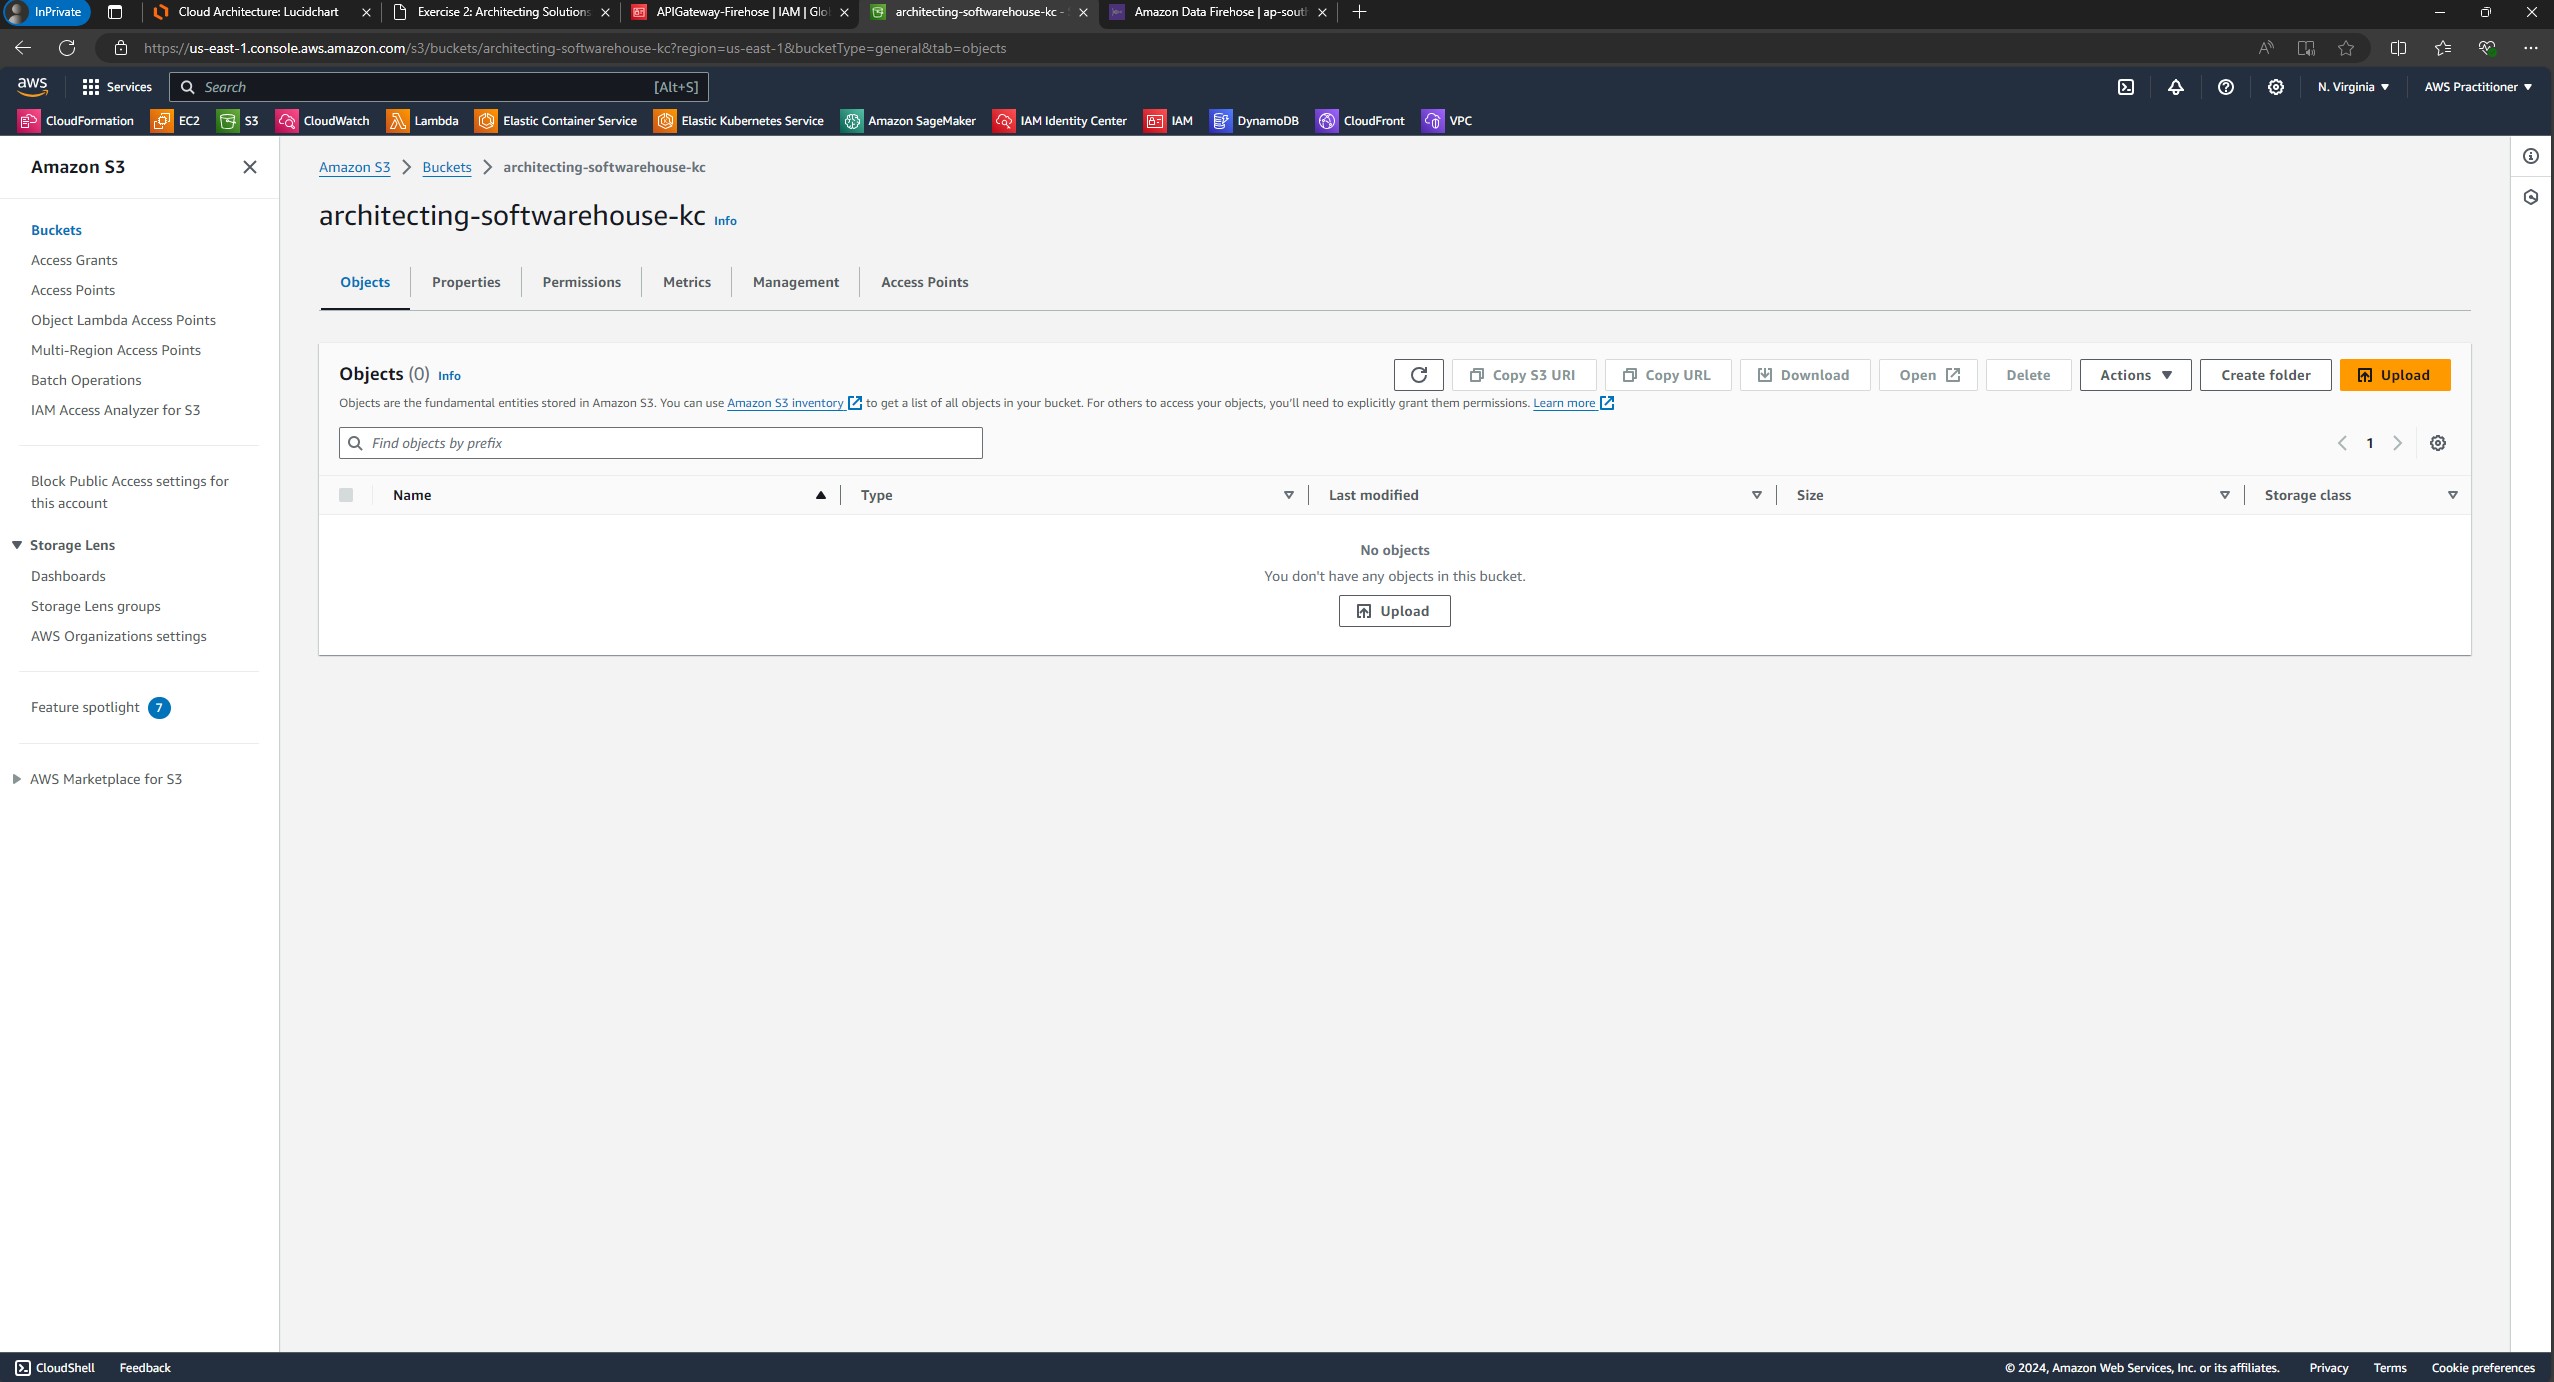 InPrivate
Cloud Architecture: Lucidchart
Exercise 2: Architecting Solutions
APIGateway-Firehose | IAM | Glo
architecting-softwarehouse-kc - S
Amazon Data Firehose | ap-south
https://us-east-1.console.aws.amazon.com/s3/buckets/architecting-softwarehouse-kc?region=us-east-1&bucketType=general&tab=objects
aws
Services
Search
[Alt+S]
N. Virginia
AWS Practitioner
CloudFormation
EC2
S3
CloudWatch
Lambda
Elastic Container Service
Elastic Kubernetes Service
Amazon SageMaker
IAM Identity Center
IAM
DynamoDB
CloudFront
VPC
Amazon S3
Buckets
Access Grants
Access Points
Object Lambda Access Points
Multi-Region Access Points
Batch Operations
IAM Access Analyzer for S3
Block Public Access settings for
this account
Storage Lens
Dashboards
Storage Lens groups
AWS Organizations settings
Feature spotlight 7
AWS Marketplace for S3
Amazon S3 > Buckets > architecting-softwarehouse-kc
architecting-softwarehouse-kc Info
Objects
Properties
Permissions
Metrics
Management
Access Points
Objects (0) Info
Copy S3 URI
Copy URL
Download
Open
Delete
Actions
Create folder
Upload
Objects are the fundamental entities stored in Amazon S3. You can use Amazon S3 inventory to get a list of all objects in your bucket. For others to access your objects, you'll need to explicitly grant them permissions. Learn more
Find objects by prefix
1
Name
Type
Last modified
Size
Storage class
No objects
You don't have any objects in this bucket.
Upload
CloudShell
Feedback
© 2024, Amazon Web Services, Inc. or its affiliates.
Privacy
Terms
Cookie preferences